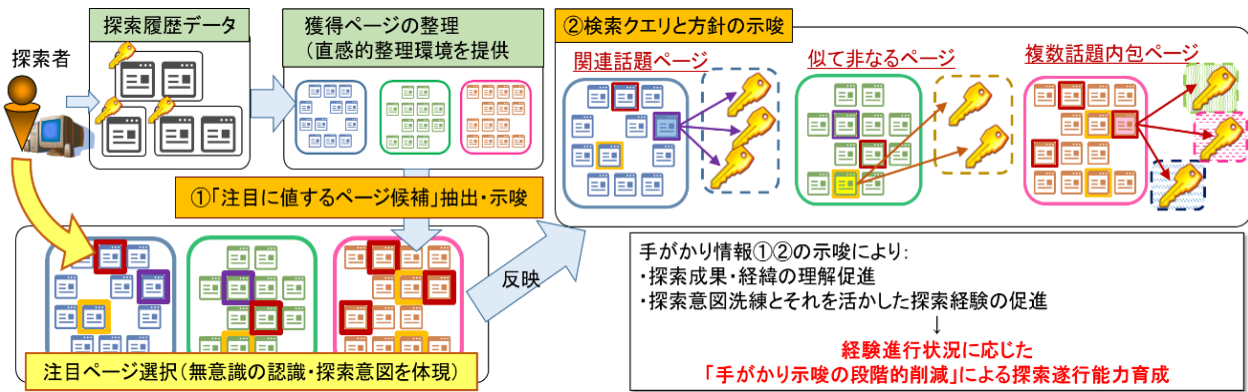 探索者
探索履歴データ
獲得ページの整理
(直感的整理環境を提供
①「注目に値するページ候補」抽出・示唆
注目ページ選択(無意識の認識・探索意図を体現)
反映
②検索クエリと方針の示唆
関連話題ページ
似て非なるページ
複数話題内包ページ
手がかり情報①②の示唆により:
・探索成果・経緯の理解促進
・探索意図洗練とそれを活かした探索経験の促進
↓
経験進行状況に応じた
「手がかり示唆の段階的削減」による探索遂行能力育成